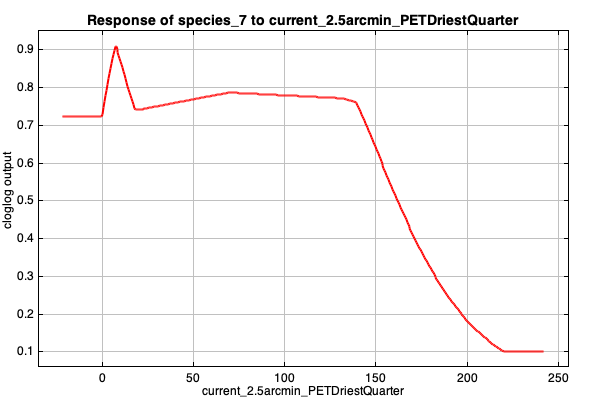 Response of species_7 to current_2.5arcmin_PETDriestQuarter
cloglog output
0.9
0.8
0.7
0.6
0.5
0.4
0.3
0.2
0.1
0 50 100 150 200 250
current_2.5arcmin_PETDriestQuarter